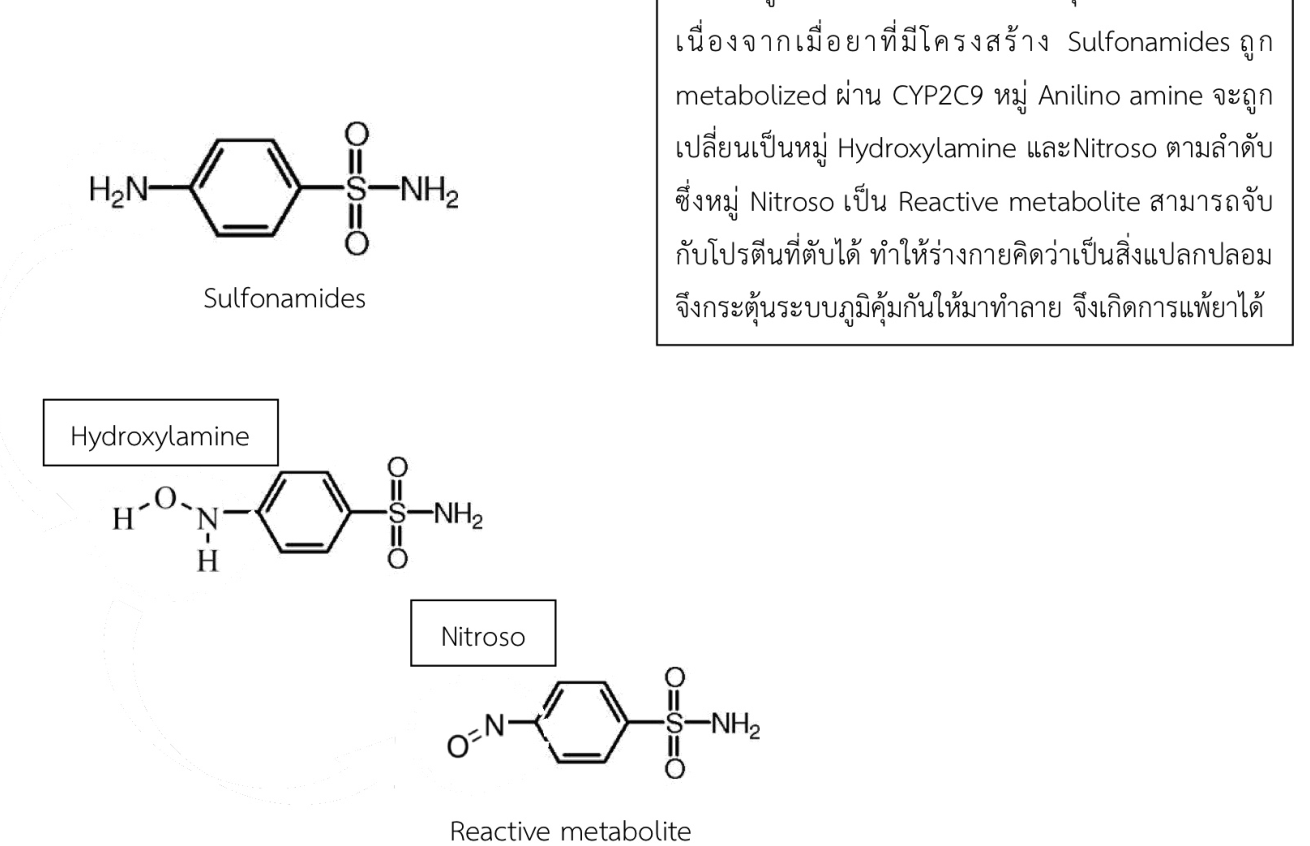 เนื่องจากเมื่อยาที่มีโครงสร้าง Sulfonamides ถูก
metabolized ผ่าน CYP2C9 หมู่ Anilino amine จะถูก
เปลี่ยนเป็นหมู่ Hydroxylamine และNitroso ตามลำดับ
ซึ่งหมู่ Nitroso เป็น Reactive metabolite สามารถจับ
กับโปรตีนที่ตับได้ ทำให้ร่างกายคิดว่าเป็นสิ่งแปลกปลอม
จึงกระตุ้นระบบภูมิคุ้มกันให้มาทำลาย จึงเกิดการแพ้ยาได้
O
H₂N S NH₂
O
Sulfonamides
Hydroxylamine
O
H O N S NH₂
H O
Nitroso
O
O N S NH₂
O
Reactive metabolite